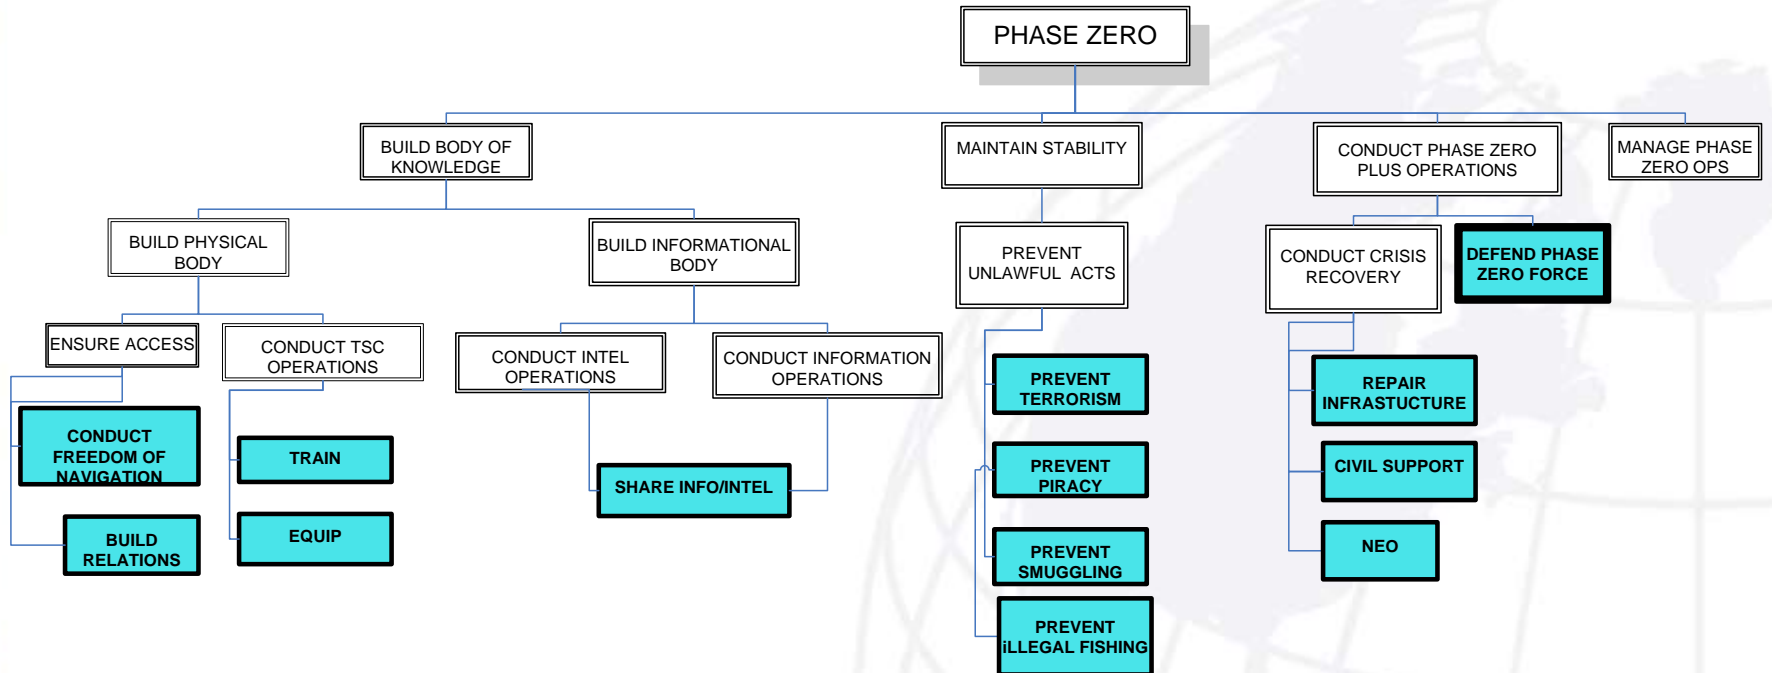 PHASE ZERO
BUILD BODY OF
KNOWLEDGE
MAINTAIN STABILITY
CONDUCT PHASE ZERO
PLUS OPERATIONS
MANAGE PHASE
ZERO OPS
BUILD PHYSICAL
BODY
BUILD INFORMATIONAL
BODY
PREVENT
UNLAWFUL ACTS
CONDUCT CRISIS
RECOVERY
DEFEND PHASE
ZERO FORCE
ENSURE ACCESS
CONDUCT TSC
OPERATIONS
CONDUCT INTEL
OPERATIONS
CONDUCT INFORMATION
OPERATIONS
CONDUCT
FREEDOM OF
NAVIGATION
BUILD
RELATIONS
TRAIN
EQUIP
SHARE INFO/INTEL
PREVENT
TERRORISM
PREVENT
PIRACY
PREVENT
SMUGGLING
PREVENT
iLLEGAL FISHING
REPAIR
INFRASTUCTURE
CIVIL SUPPORT
NEO